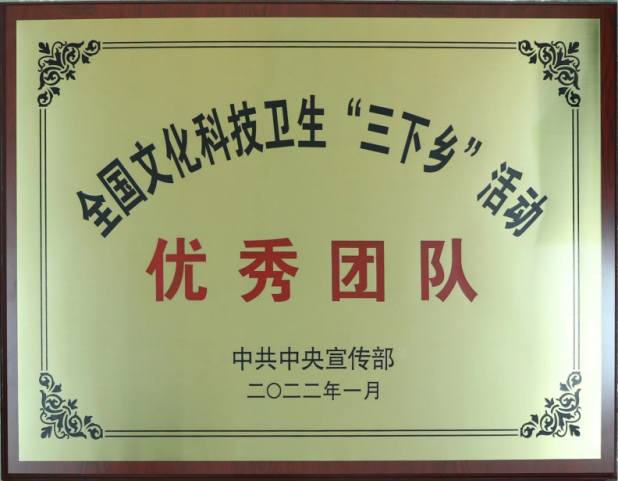 全国文化科技卫生“三下乡”活动
优秀团队
中共中央宣传部
二〇二二年一月